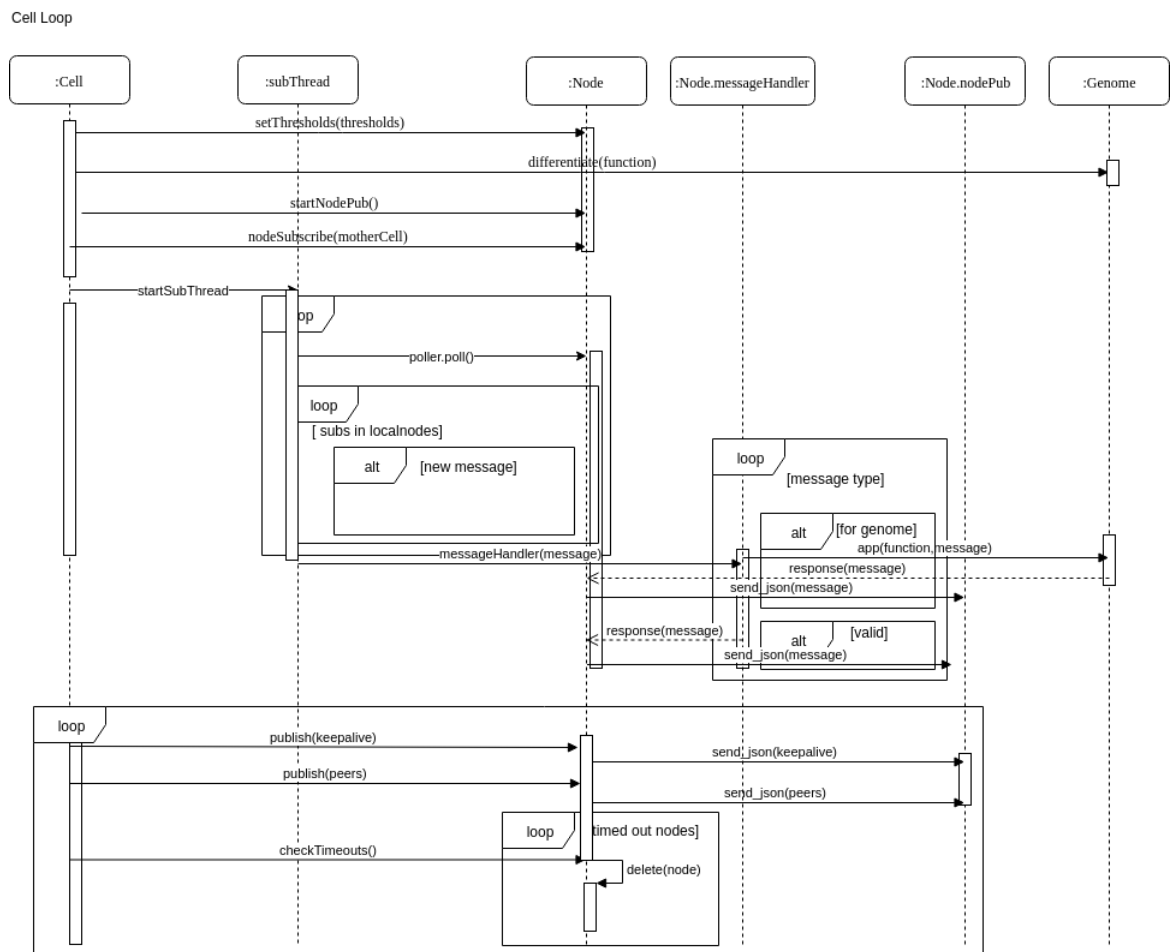 Cell Loop
:Cell
:subThread
:Node
:Node.messageHandler
:Node.nodePub
:Genome
setThresholds(thresholds)
differentiate(function)
startNodePub()
nodeSubscribe(motherCell)
startSubThread
op
poller.poll()
loop
[ subs in localnodes]
alt
[new message]
loop
[message type]
alt
[for genome]
app(function,message)
messageHandler(message)
response(message)
send_json(message)
response(message)
alt
[valid]
send_json(message)
loop
publish(keepalive)
send_json(keepalive)
publish(peers)
send_json(peers)
loop
timed out nodes]
checkTimeouts()
delete(node)